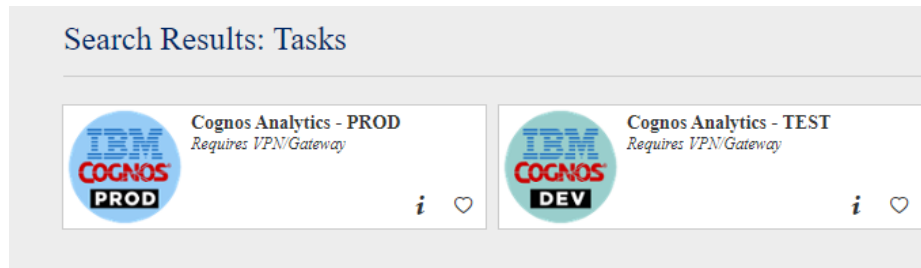 Search Results: Tasks
IBM
COGNOS
PROD
Cognos Analytics - PROD
Requires VPN/Gateway
i
IBM
COGNOS
DEV
Cognos Analytics - TEST
Requires VPN/Gateway
i